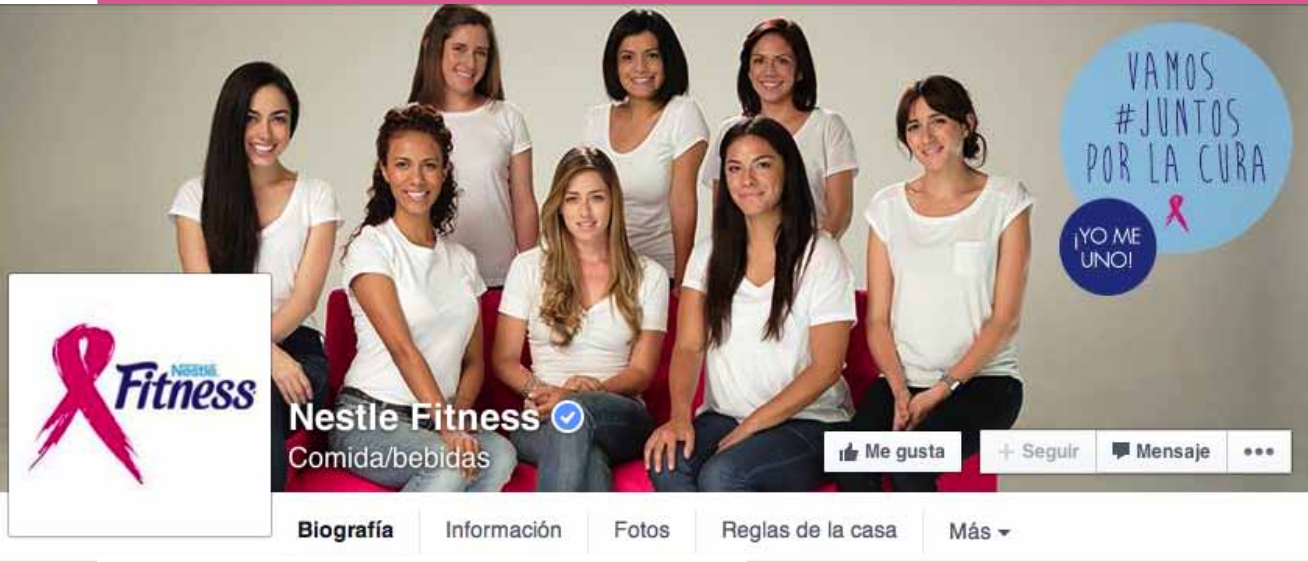 VAMOS
#JUNTOS
POR LA CURA
¡YO ME
UNO!
Nestlé
Fitness
Nestle Fitness
Comida/bebidas
Me gusta
+ Seguir
Mensaje
•••
Biografía
Información
Fotos
Reglas de la casa
Más